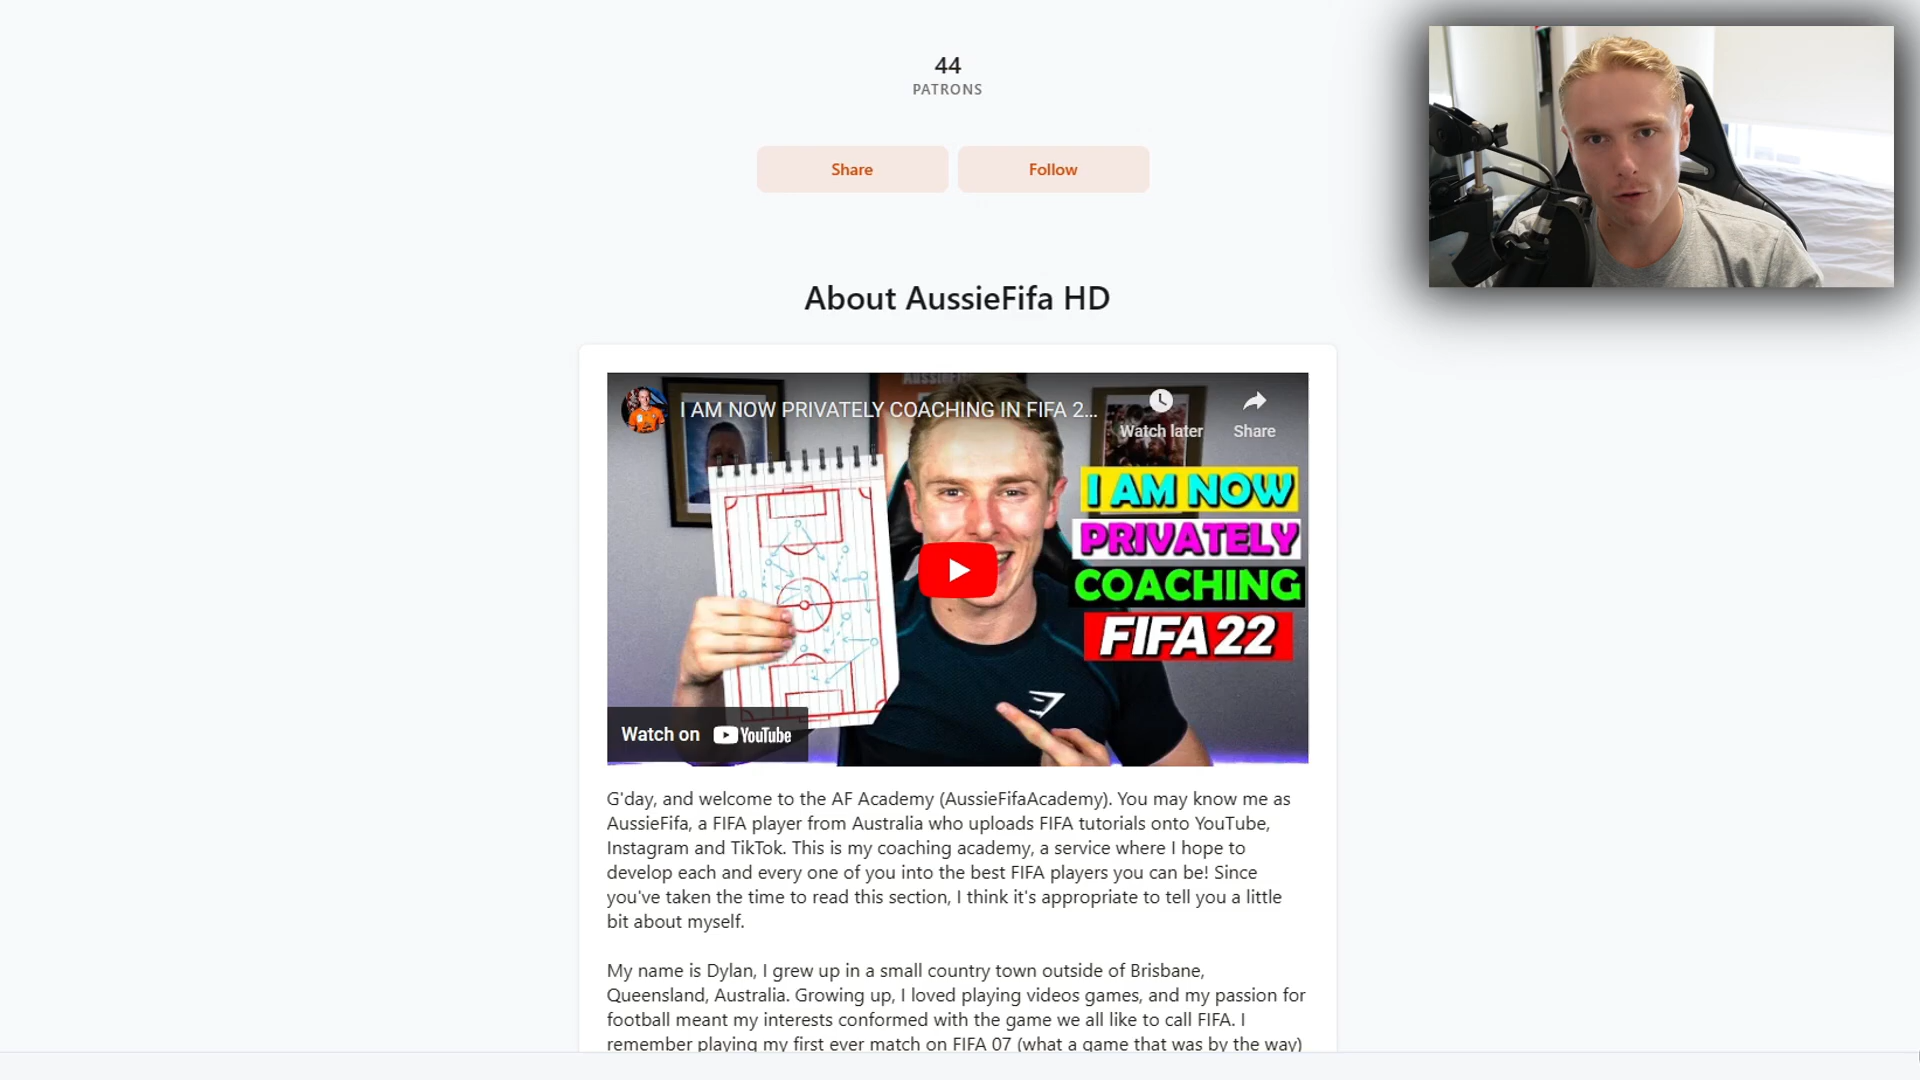 44
PATRONS
Share
Follow
About AussieFifa HD
I AM NOW PRIVATELY COACHING IN FIFA 2...
Watch later
Share
I AM NOW
PRIVATELY
COACHING
FIFA 22
Watch on YouTube
G'day, and welcome to the AF Academy (AussieFifaAcademy). You may know me as
AussieFifa, a FIFA player from Australia who uploads FIFA tutorials onto YouTube,
Instagram and TikTok. This is my coaching academy, a service where I hope to
develop each and every one of you into the best FIFA players you can be! Since
you've taken the time to read this section, I think it's appropriate to tell you a little
bit about myself.
My name is Dylan, I grew up in a small country town outside of Brisbane,
Queensland, Australia. Growing up, I loved playing videos games, and my passion for
football meant my interests conformed with the game we all like to call FIFA. I
remember playing my first ever match on FIFA 07 (what a game that was by the way)